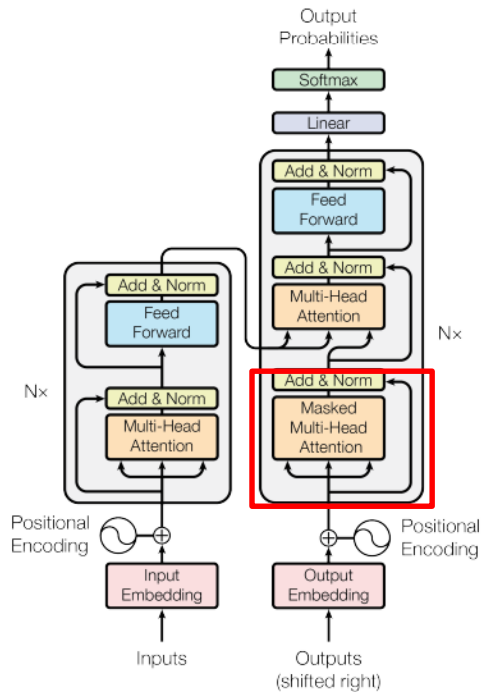 Output
Probabilities
Softmax
Linear
Add & Norm
Feed
Forward
Add & Norm
Multi-Head
Attention
Nx
Add & Norm
Masked
Multi-Head
Attention
Add & Norm
Feed
Forward
Nx
Add & Norm
Multi-Head
Attention
Positional
Encoding
Positional
Encoding
Input
Embedding
Output
Embedding
Inputs
Outputs
(shifted right)